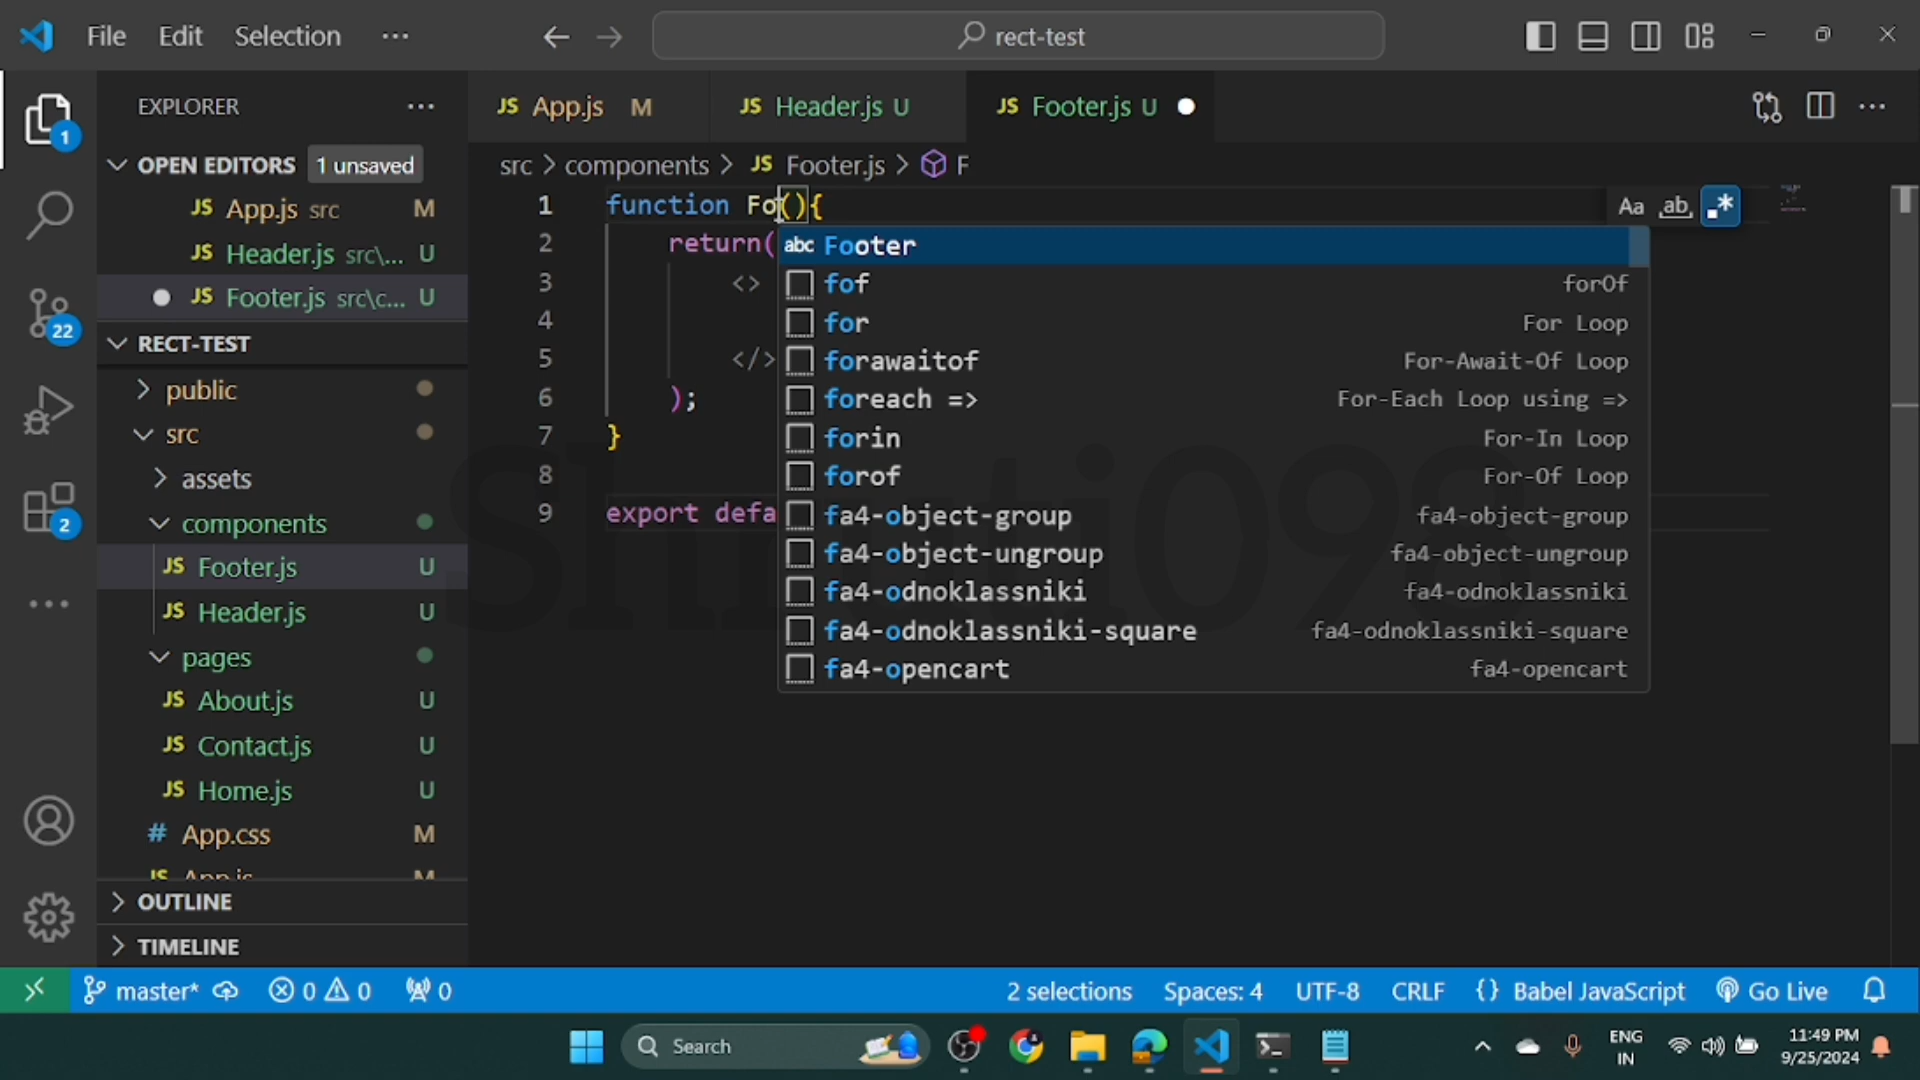 File Edit Selection ··· rect-test
EXPLORER ···
OPEN EDITORS 1 unsaved
JS App.js src M
JS Header.js src\... U
JS Footer.js src\c... U
RECT-TEST
public
src
assets
components
JS Footer.js U
JS Header.js U
pages
JS About.js U
JS Contact.js U
JS Home.js U
# App.css M
JS App.js M
OUTLINE
TIMELINE
1
22
2
JS App.js M JS Header.js U JS Footer.js U
src > components > JS Footer.js > F
Aa ab .*
1 function Fo(){
2 return(
3 <>
4
5 </>
6 );
7 }
8
9 export defa
abc Footer
fof forOf
for For Loop
forawaitof For-Await-Of Loop
foreach => For-Each Loop using =>
forin For-In Loop
forof For-Of Loop
fa4-object-group fa4-object-group
fa4-object-ungroup fa4-object-ungroup
fa4-odnoklassniki fa4-odnoklassniki
fa4-odnoklassniki-square fa4-odnoklassniki-square
fa4-opencart fa4-opencart
master* 0 0 0 2 selections Spaces: 4 UTF-8 CRLF {} Babel JavaScript Go Live
Search ENG IN 11:49 PM 9/25/2024